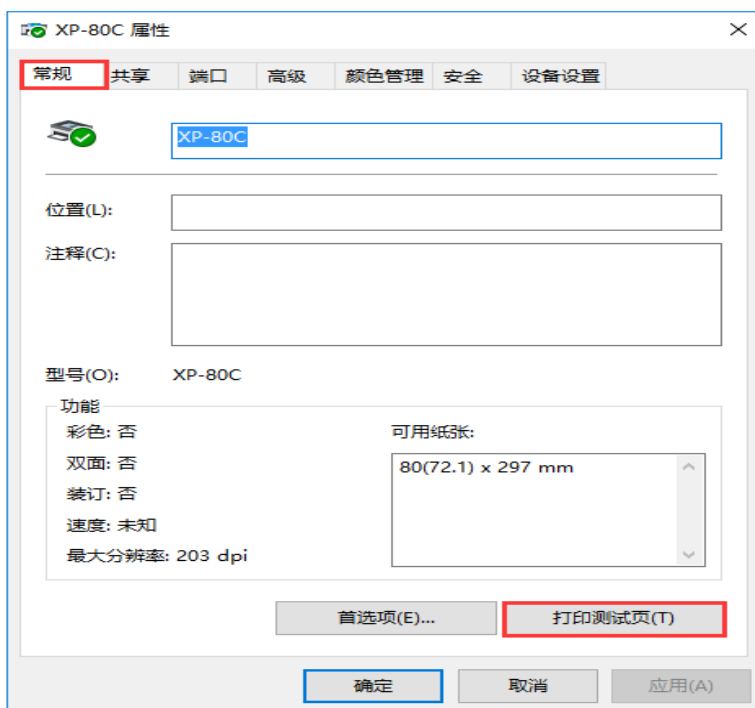 XP-80C 属性
常规 共享 端口 高级 颜色管理 安全 设备设置
XP-80C
位置(L):
注释(C):
型号(O): XP-80C
功能
彩色: 否
可用纸张:
双面: 否
80(72.1) x 297 mm
装订: 否
速度: 未知
最大分辨率: 203 dpi
首选项(E)... 打印测试页(T)
确定 取消 应用(A)